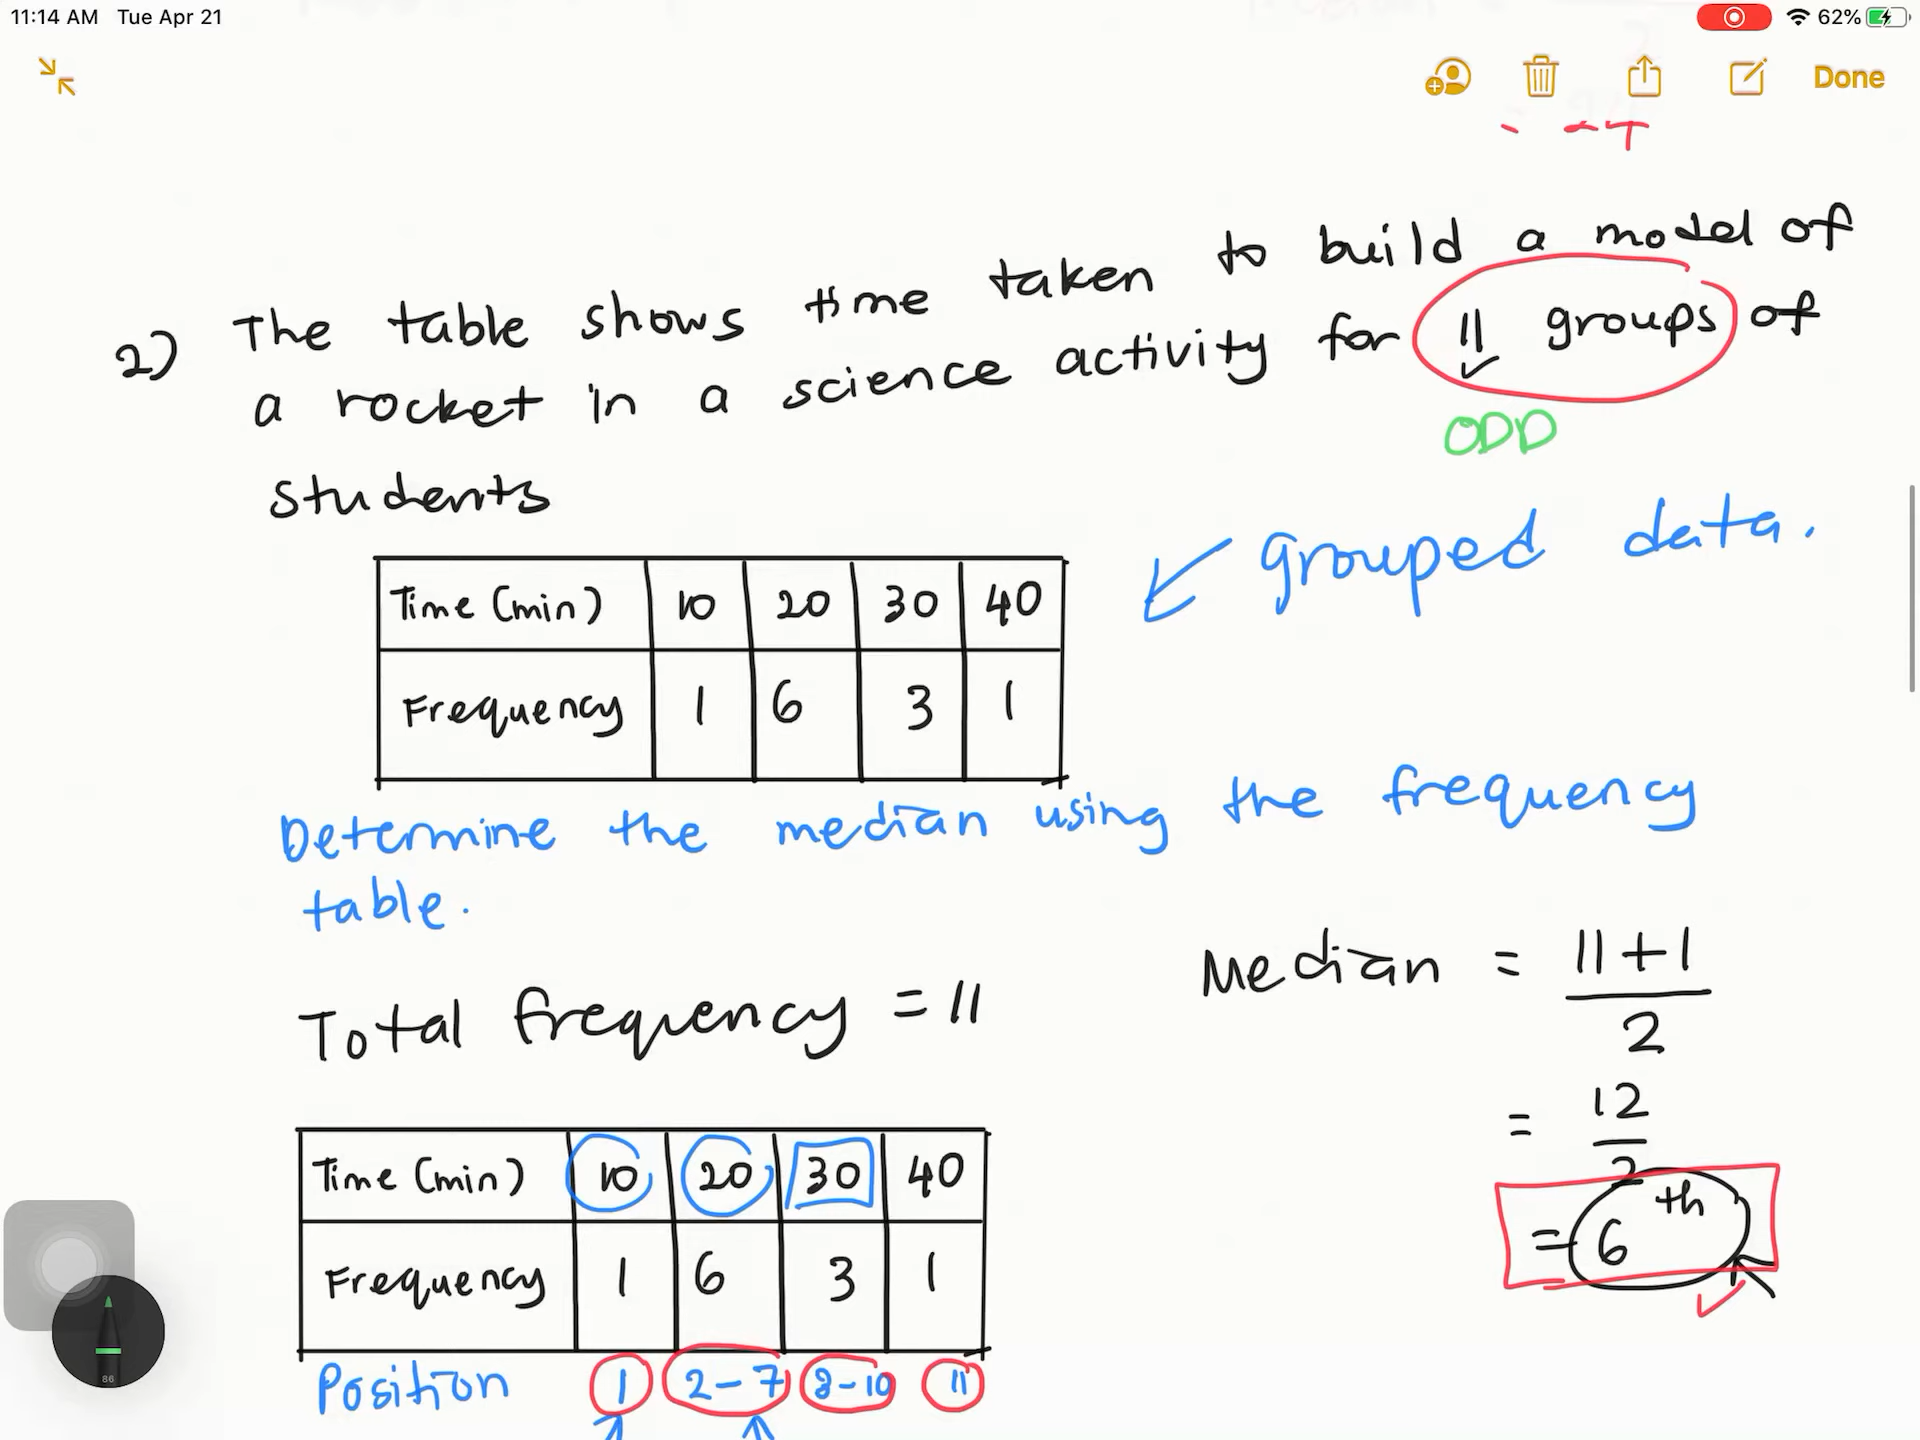 11:14 AM Tue Apr 21
62%
Done
2) The table shows time taken to build a model of
a rocket in a science activity for 11 groups of
ODD
students
grouped data.
Time (min) 10 20 30 40
Frequency 1 6 3 1
Determine the median using the frequency
table.
Total frequency = 11
Median = 11 + 1
2
= 12
2
= 6th
Time (min) 10 20 30 40
Frequency 1 6 3 1
Position 1 2-7 8-10 11
86